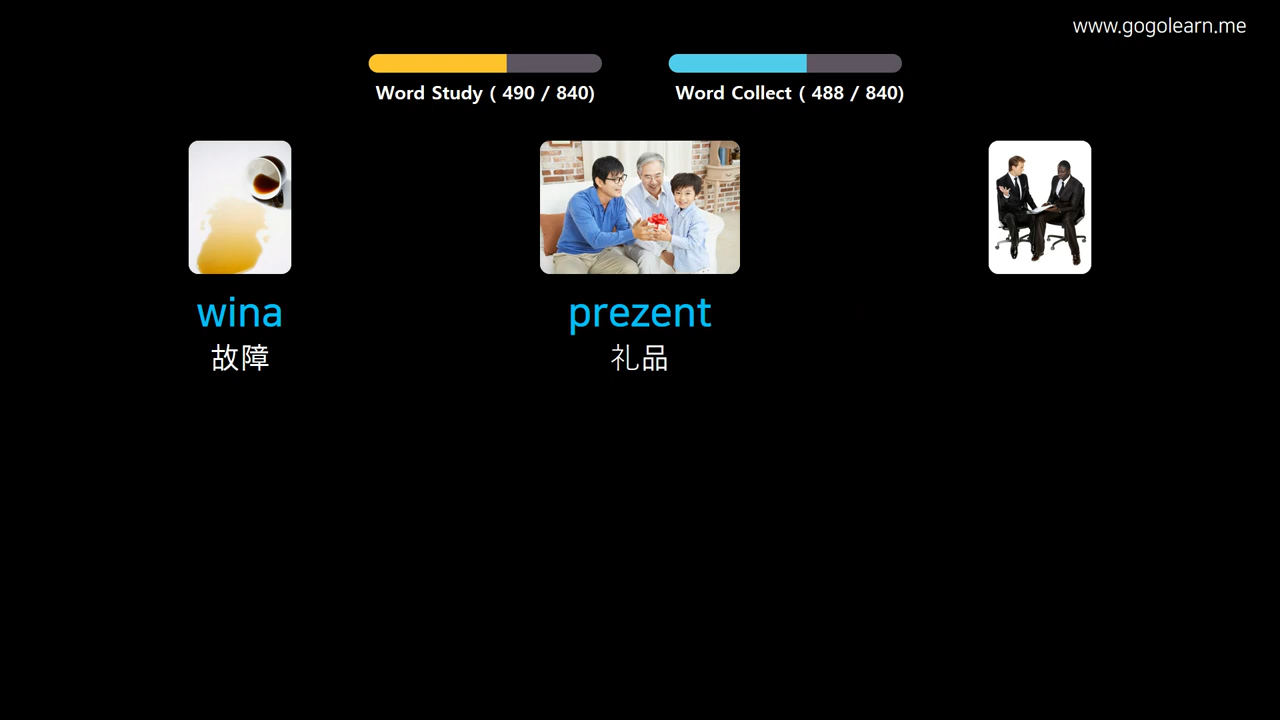 www.gogolearn.me
Word Study ( 490 / 840)
Word Collect ( 488 / 840)
wina
故障
prezent
礼品